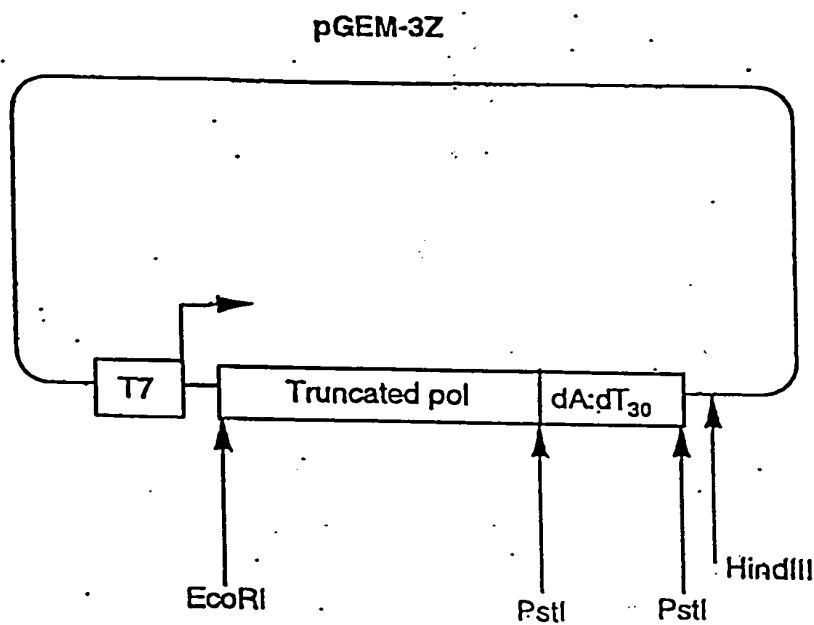 pGEM-3Z
T7
Truncated pol
dA:dT30
EcoRI
PstI
PstI
HindIII